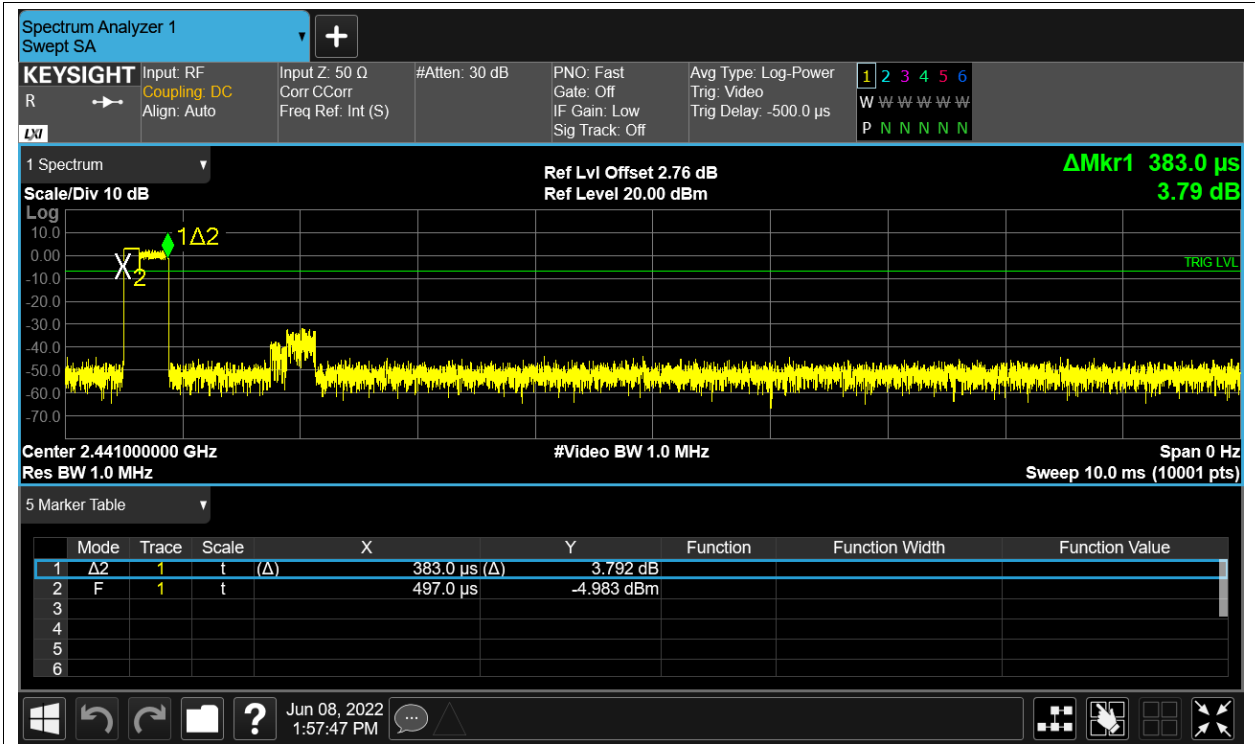 Spectrum Analyzer 1
Swept SA
KEYSIGHT Input: RF Input Z: 50 Ω #Atten: 30 dB PNO: Fast Avg Type: Log-Power 1 2 3 4 5 6
R Coupling: DC Corr CCorr Gate: Off Trig: Video W W W W W W
Align: Auto Freq Ref: Int (S) IF Gain: Low Trig Delay: -500.0 µs
LXI Sig Track: Off P N N N N N
1 Spectrum ΔMkr1 383.0 µs
Ref Lvl Offset 2.76 dB
Scale/Div 10 dB Ref Level 20.00 dBm 3.79 dB
Log
10.0 1Δ2
0.00 TRIG LVL
-10.0 2
-20.0
-30.0
-40.0
-50.0
-60.0
-70.0
Center 2.441000000 GHz #Video BW 1.0 MHz Span 0 Hz
Res BW 1.0 MHz Sweep 10.0 ms (10001 pts)
5 Marker Table
Mode Trace Scale X Y Function Function Width Function Value
1 Δ2 1 t (Δ) 383.0 µs (Δ) 3.792 dB
2 F 1 t 497.0 µs -4.983 dBm
3
4
5
6
? Jun 08, 2022
1:57:47 PM